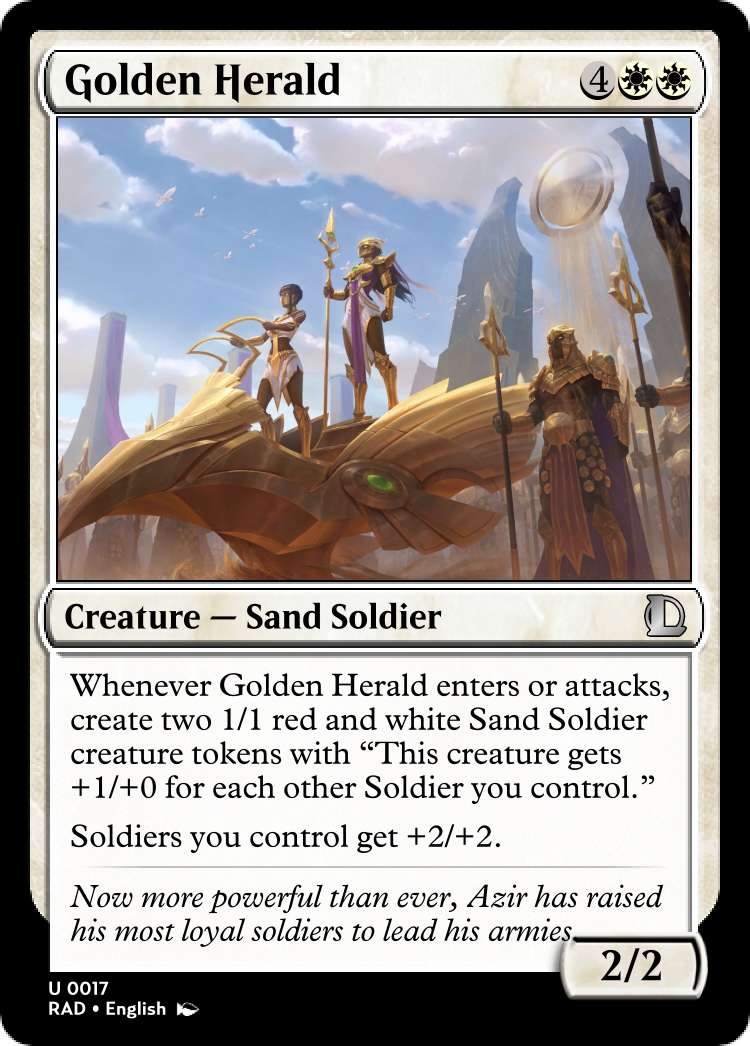 Golden Herald 4
Creature — Sand Soldier
Whenever Golden Herald enters or attacks,
create two 1/1 red and white Sand Soldier
creature tokens with “This creature gets
+1/+0 for each other Soldier you control.”
Soldiers you control get +2/+2.
Now more powerful than ever, Azir has raised
his most loyal soldiers to lead his armies.
2/2
U 0017
RAD • English